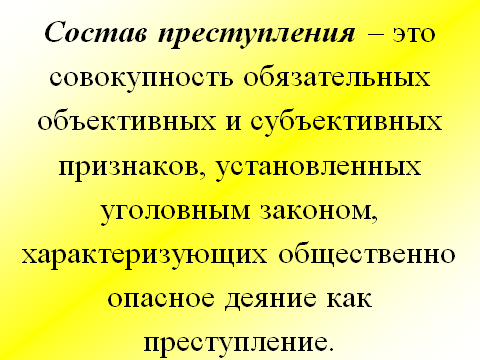 Состав преступления – это
совокупность обязательных
объективных и субъективных
признаков, установленных
уголовным законом,
характеризующих общественно
опасное деяние как
преступление.